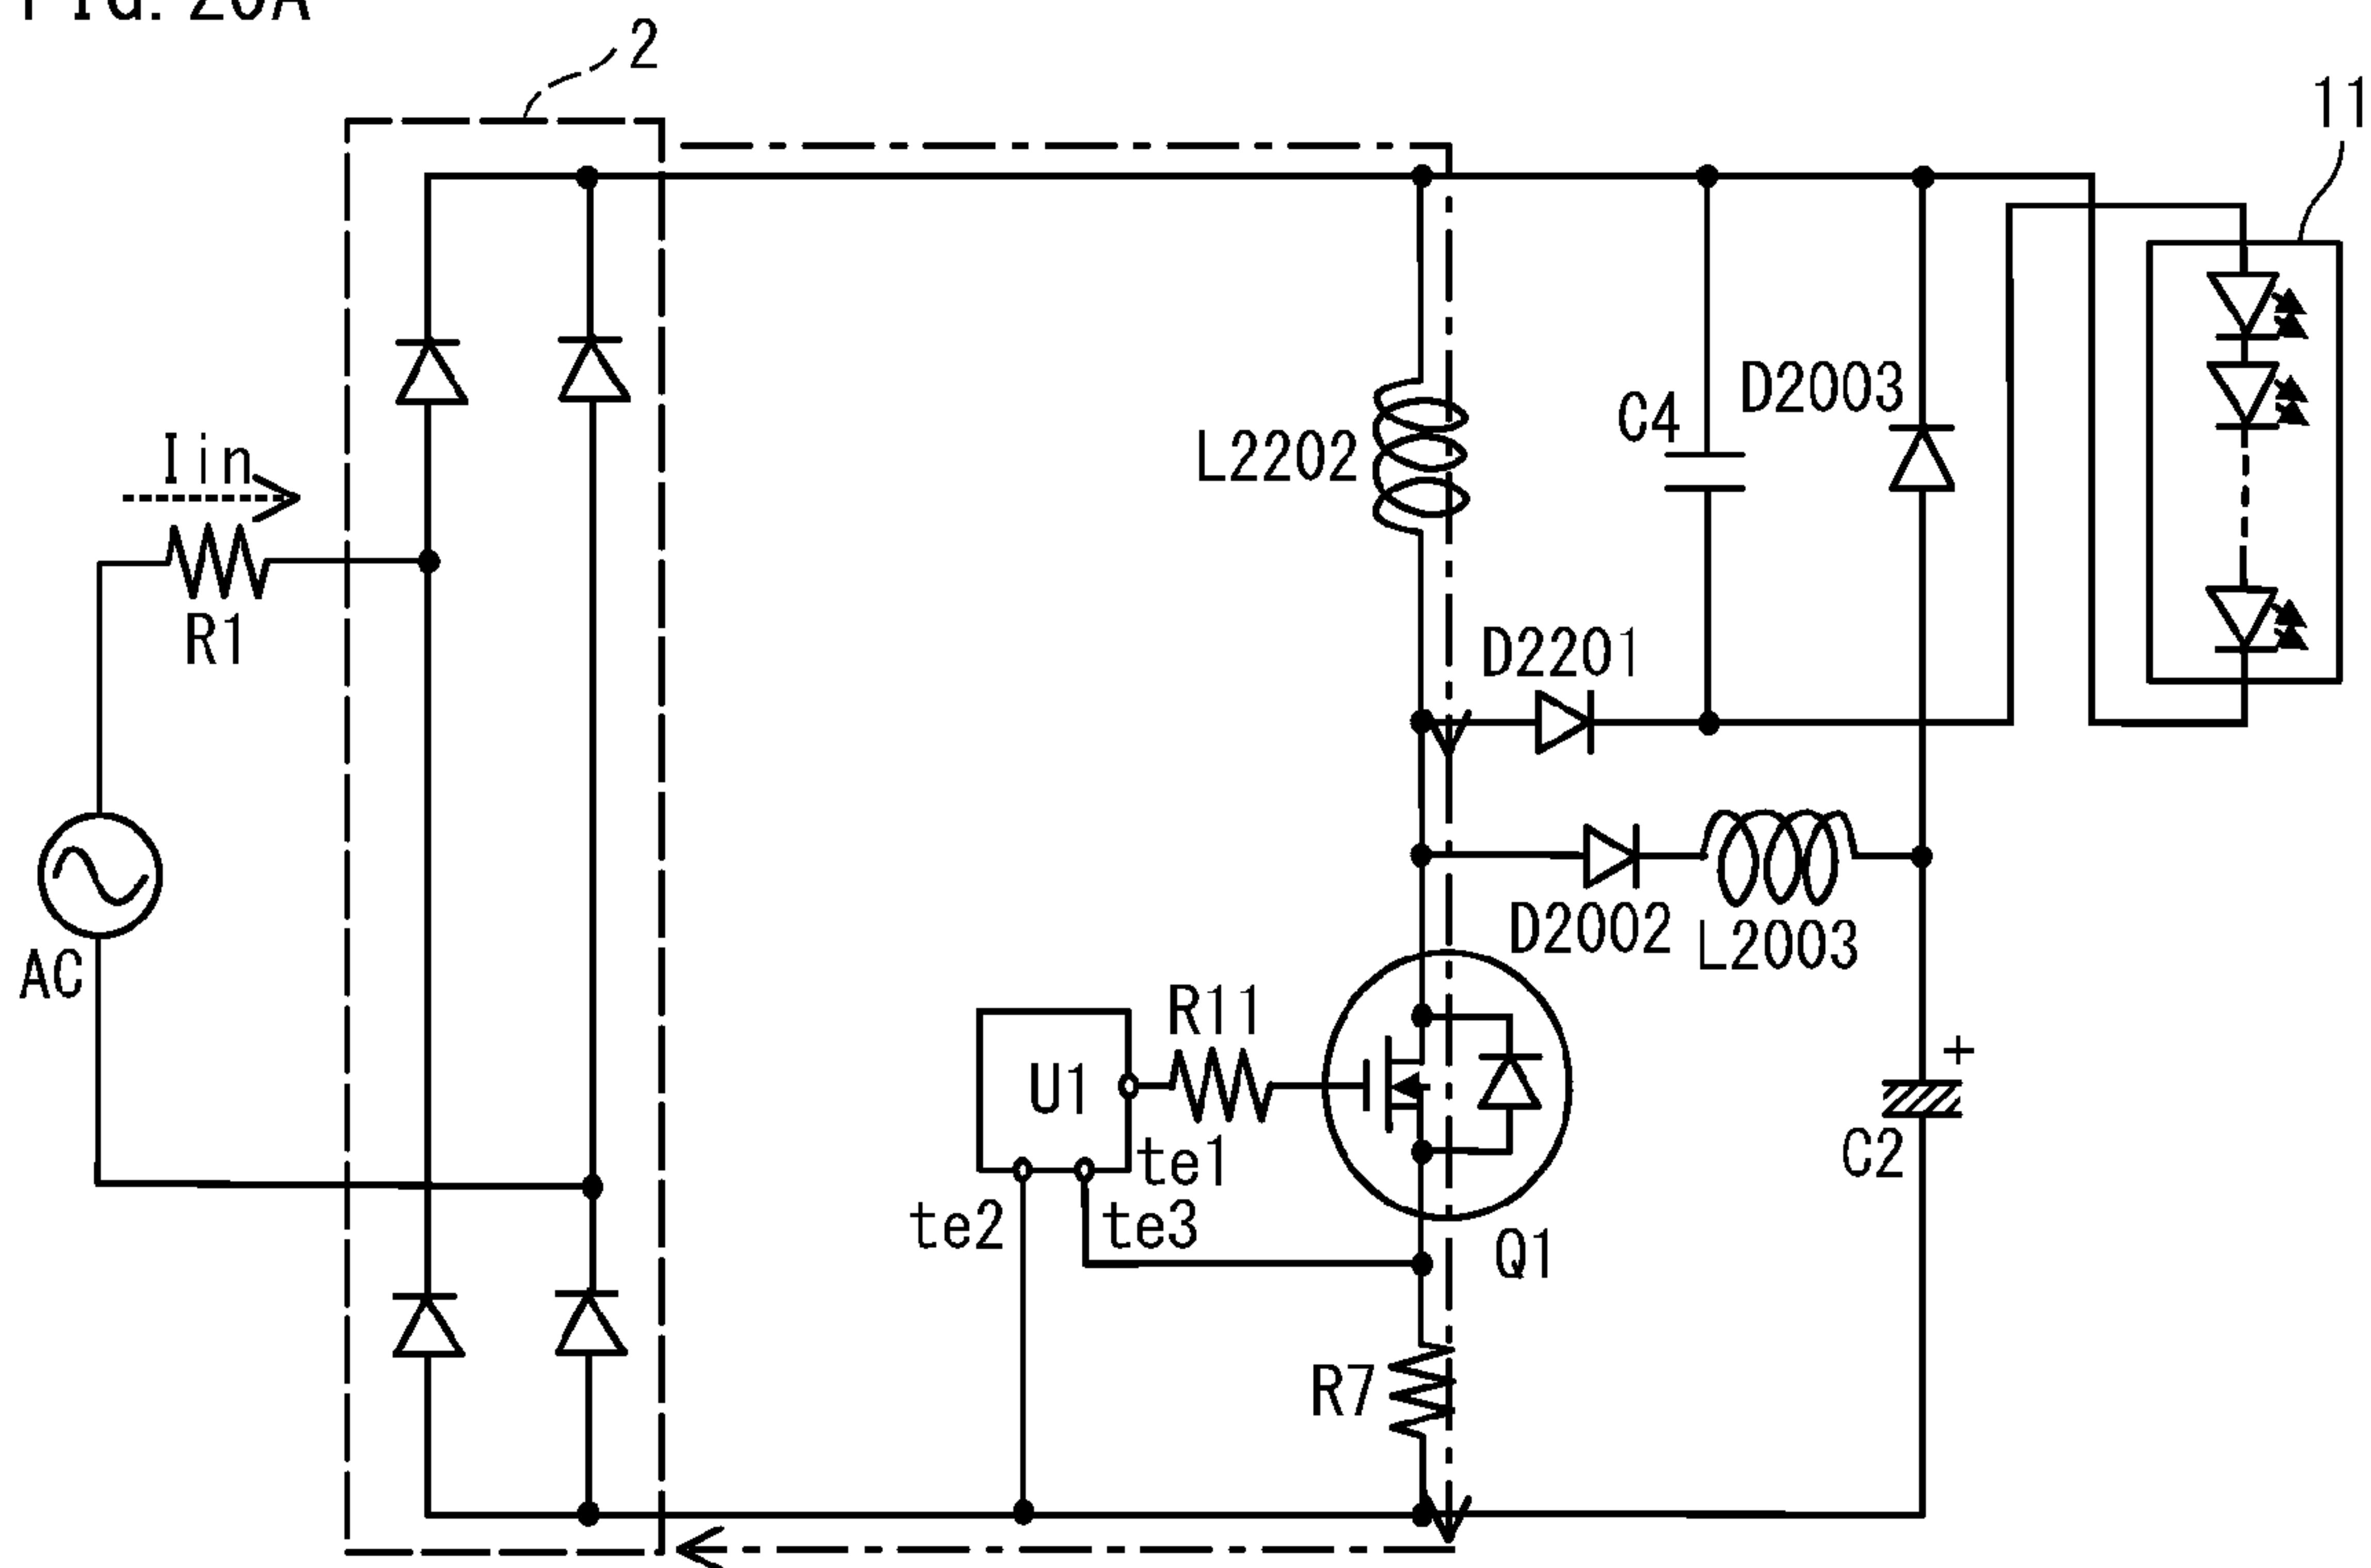 2
11
Iin
R1
L2202
C4
D2003
D2201
AC
D2002
L2003
R11
U1
te1
te2
te3
Q1
+
C2
R7